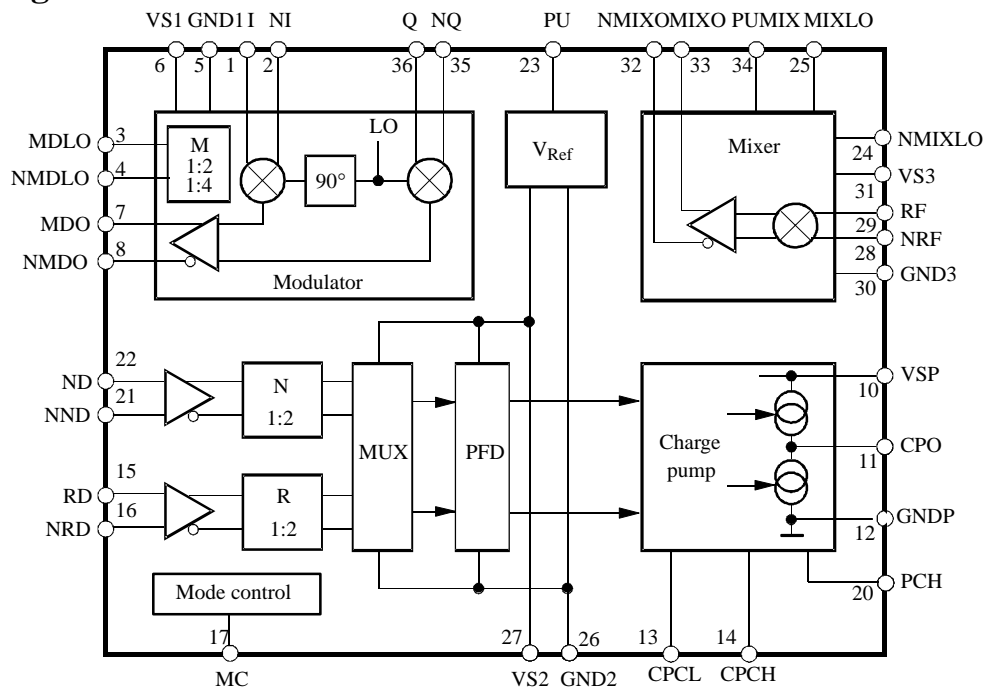 VS1 GND1 I NI Q NQ PU NMIXO MIXO PUMIX MIXLO
6 5 1 2 36 35 23 32 33 34 25
MDLO 3
NMDLO 4
MDO 7
NMDO 8
M
1:2
1:4
90°
LO
Modulator
VRef
Mixer
NMIXLO
24
VS3
31
RF
29
NRF
28
GND3
30
22
ND
21
NND
N
1:2
15
RD
16
NRD
R
1:2
MUX
PFD
Charge
pump
VSP
10
CPO
11
GNDP
12
PCH
20
Mode control
17 27 26 13 14
MC VS2 GND2 CPCL CPCH